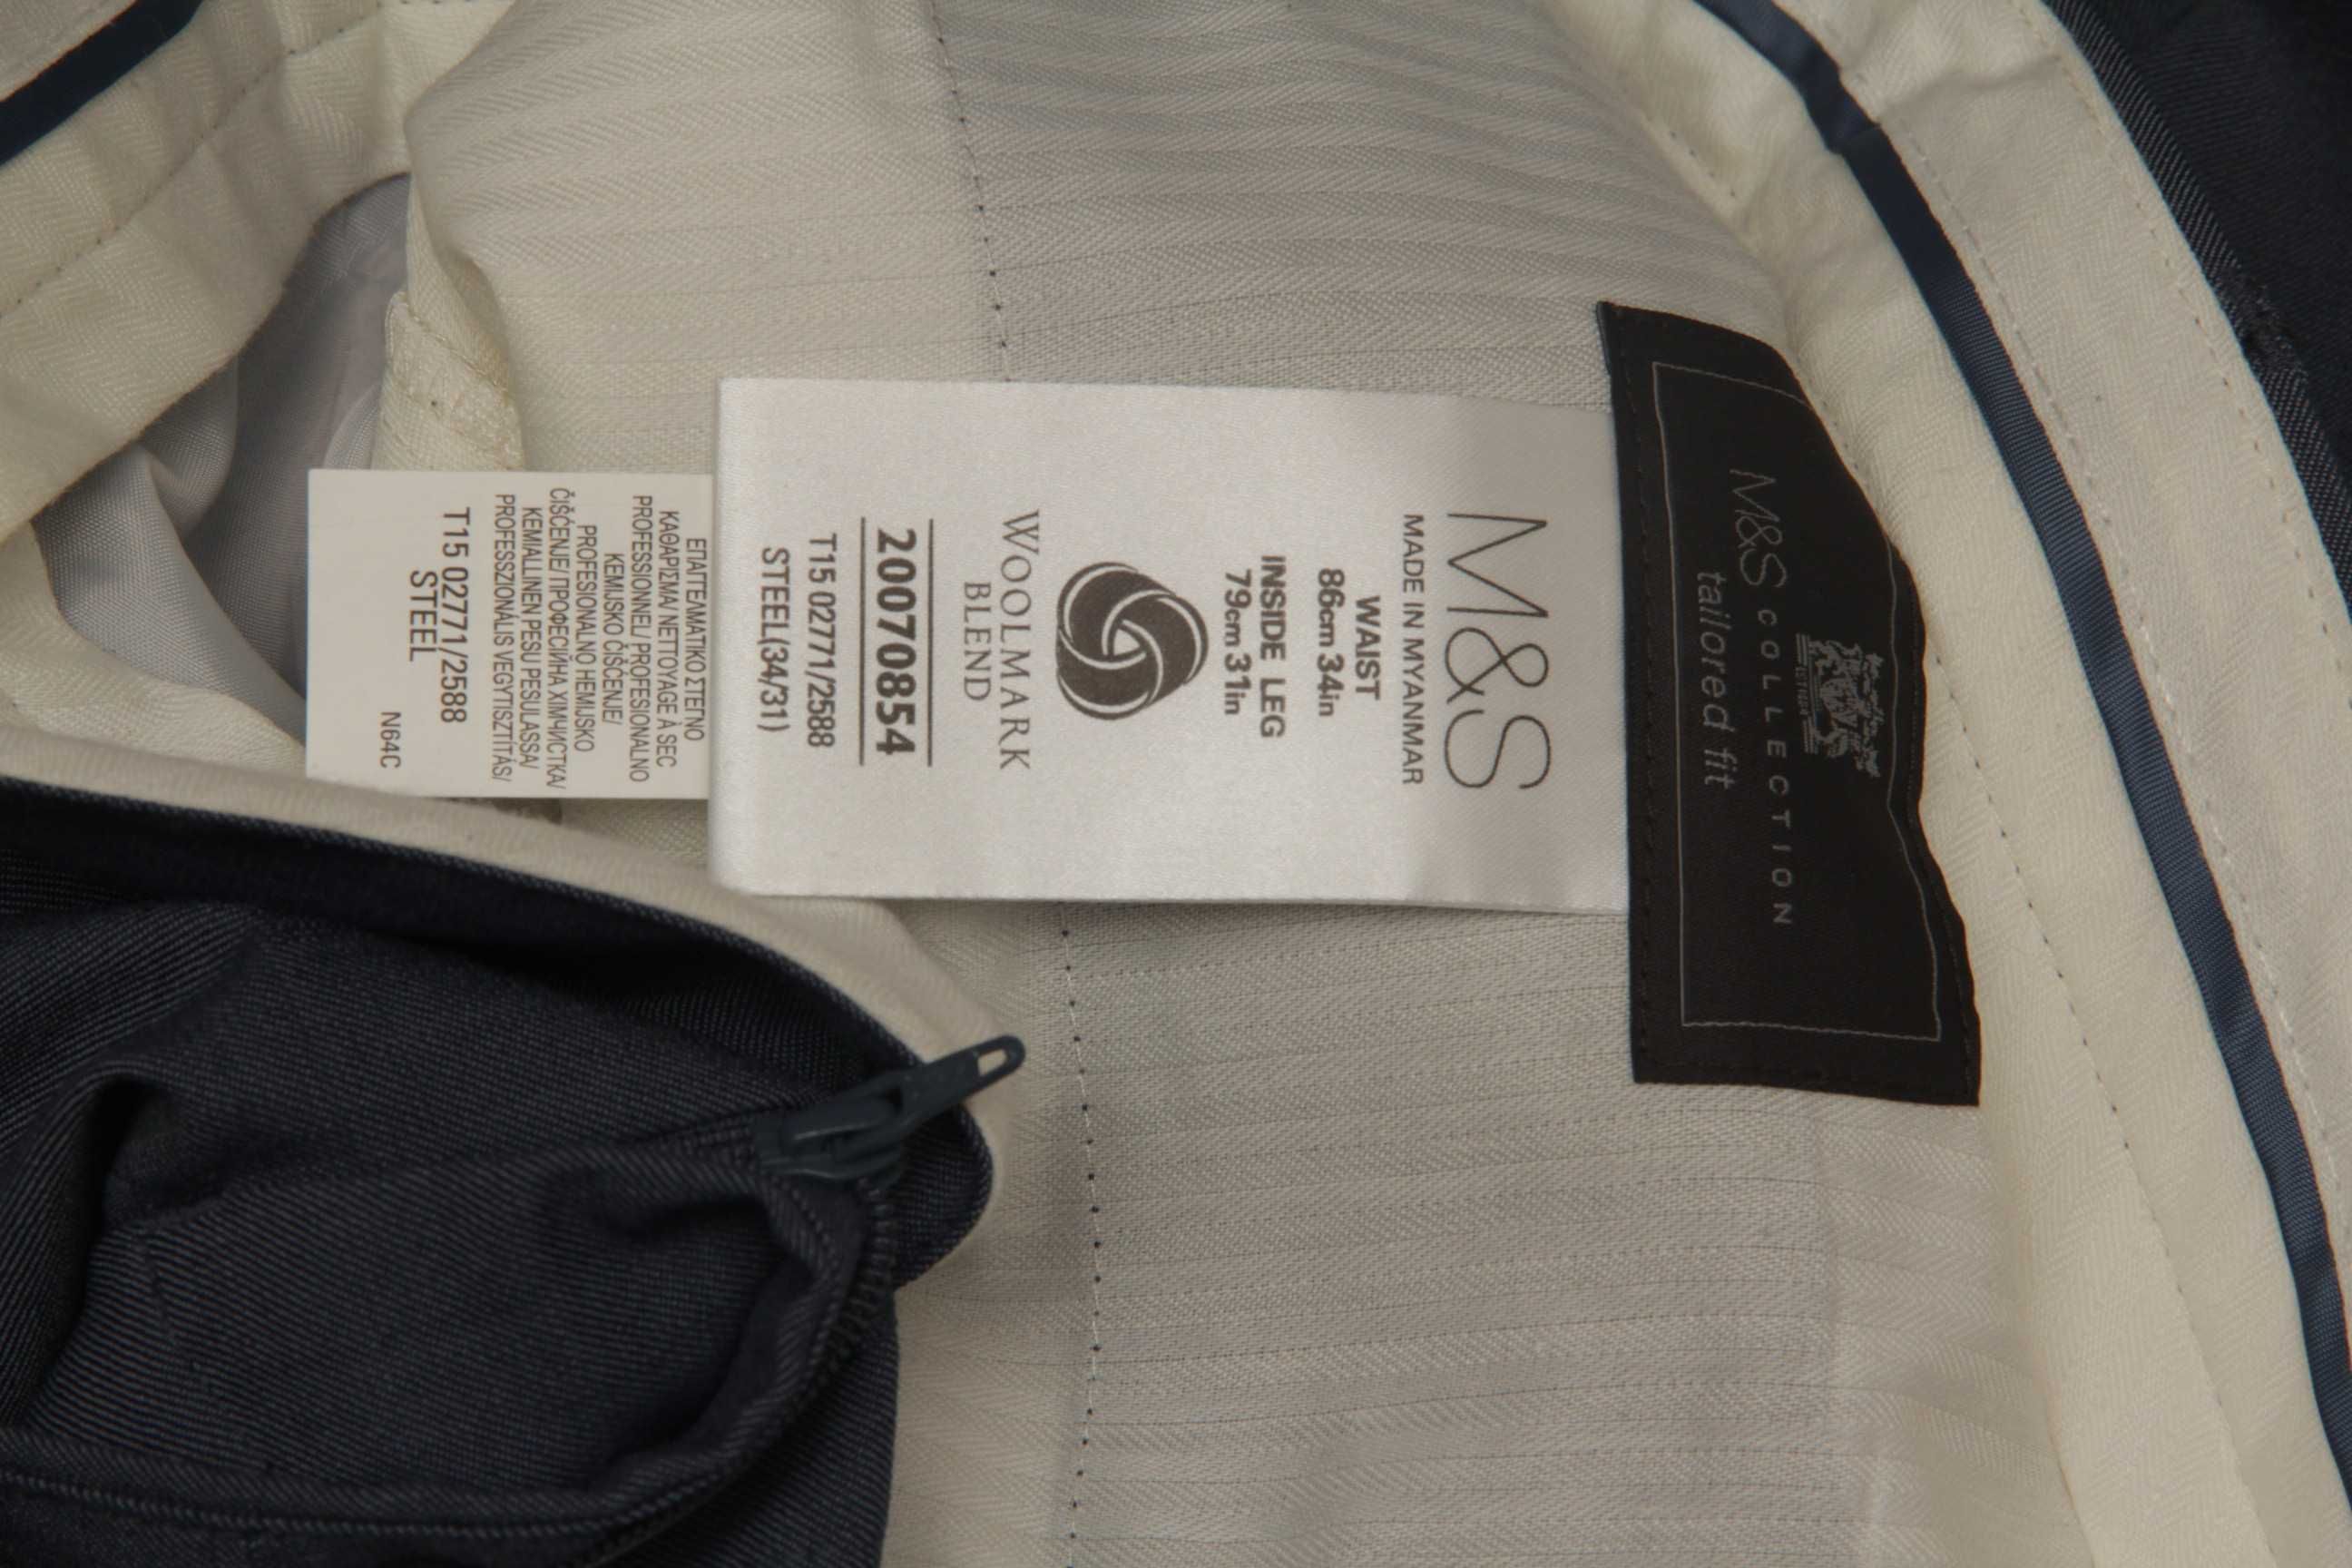 M&S COLLECTION
tailored fit
M&S
MADE IN MYANMAR
WAIST
86cm 34in
INSIDE LEG
79cm 31in
WOOLMARK
BLEND
20070854
T15 02771/2588
STEEL(34/31)
ΕΠΑΓΓΕΛΜΑΤΙΚΟ ΣΤΕΓΝΟ
ΚΑΘΑΡΙΣΜΑ/ NETTOYAGE À SEC
PROFESSIONNEL/ PROFESIONALNO
KEMIJSKO ČIŠĆENJE/
PROFESIONALNO HEMIJSKO
ČIŠĆENJE/ ПРОФЕСІЙНА ХІМЧИСТКА/
KEMIALLINEN PESU PESULASSA/
PROFESSZIONÁLIS VEGYTISZTÍTÁS/
T15 02771/2588
STEEL
N64C